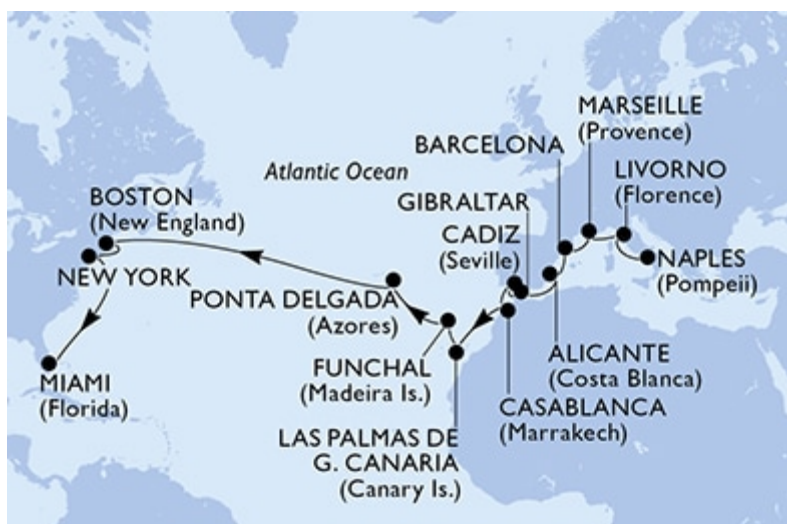 MARSEILLE
(Provence)
BARCELONA
LIVORNO
(Florence)
Atlantic Ocean
BOSTON
(New England)
GIBRALTAR
CADIZ
(Seville)
NAPLES
(Pompeii)
NEW YORK
PONTA DELGADA
(Azores)
FUNCHAL
(Madeira Is.)
ALICANTE
(Costa Blanca)
MIAMI
(Florida)
CASABLANCA
(Marrakech)
LAS PALMAS DE
G. CANARIA
(Canary Is.)